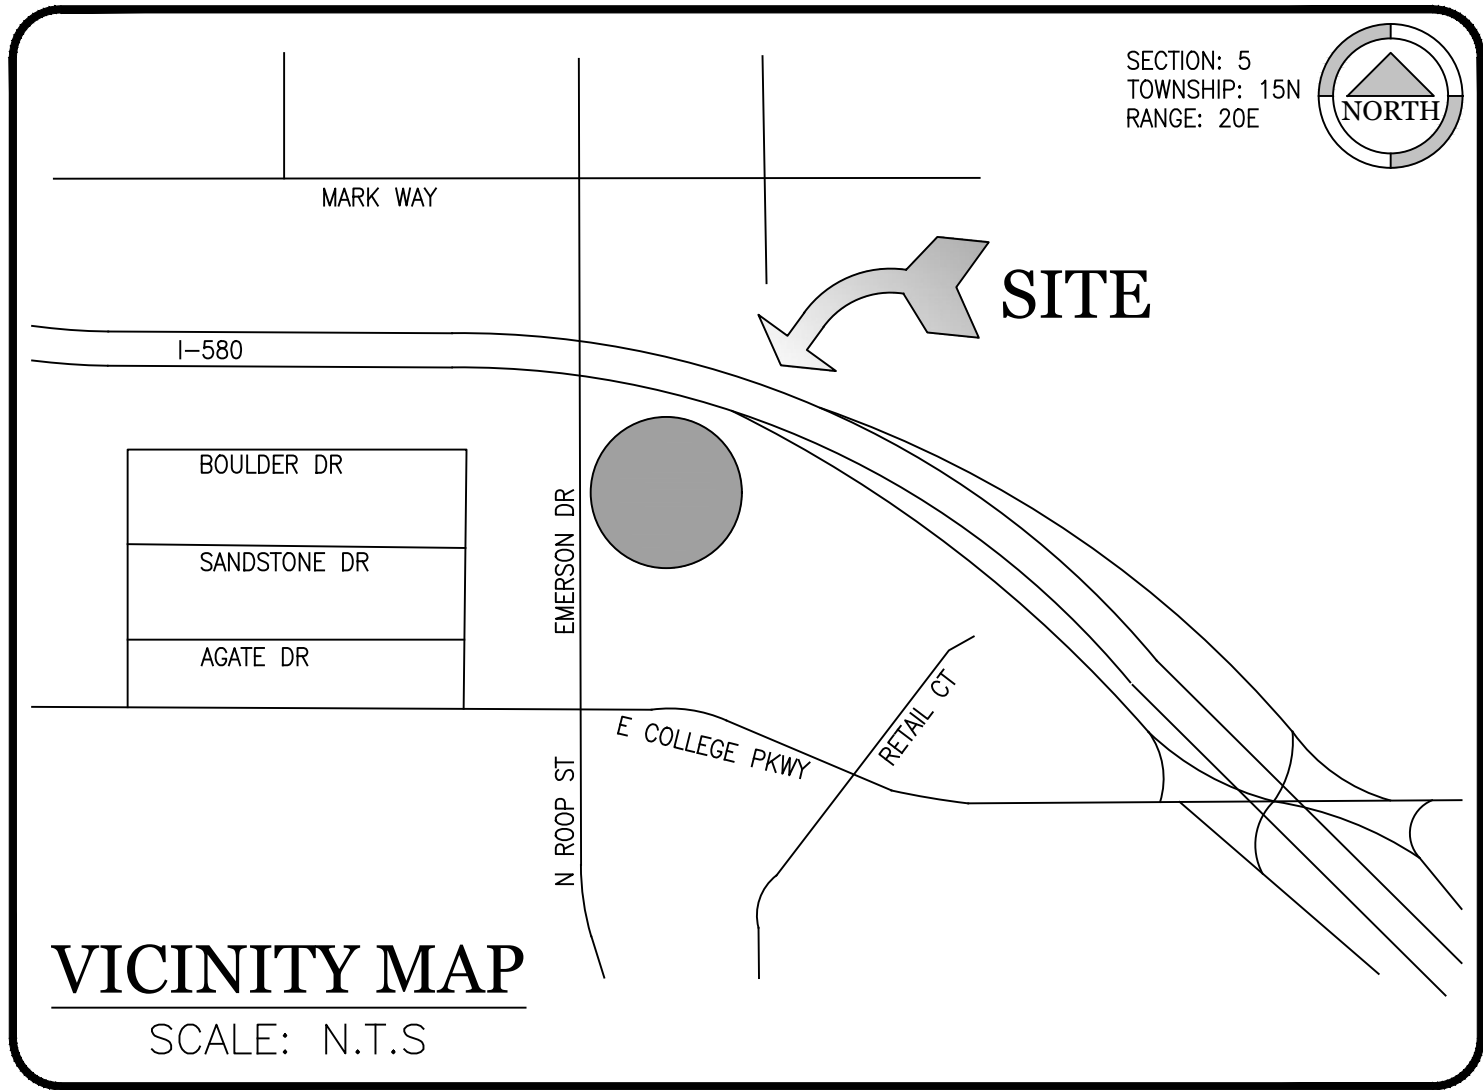 SECTION: 5
TOWNSHIP: 15N
RANGE: 20E
NORTH
MARK WAY
SITE
I-580
BOULDER DR
SANDSTONE DR
AGATE DR
EMERSON DR
RETAIL CT
E COLLEGE PKWY
N ROOP ST
VICINITY MAP
SCALE: N.T.S